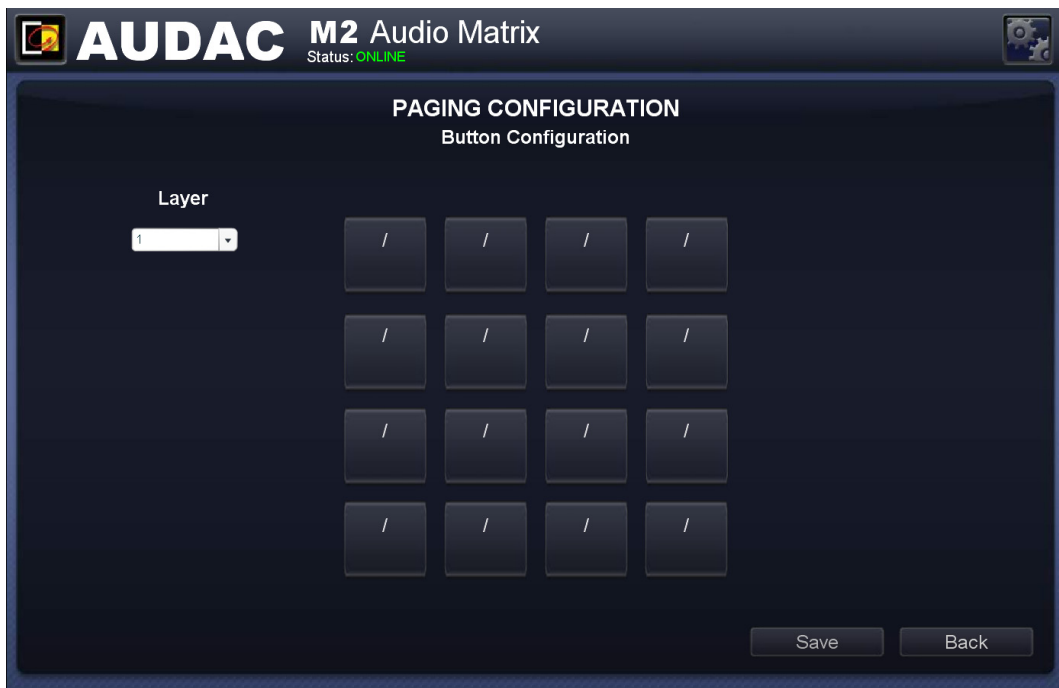 AUDAC M2 Audio Matrix
Status: ONLINE
PAGING CONFIGURATION
Button Configuration
Layer
1
/ / / /
/ / / /
/ / / /
/ / / /
Save Back